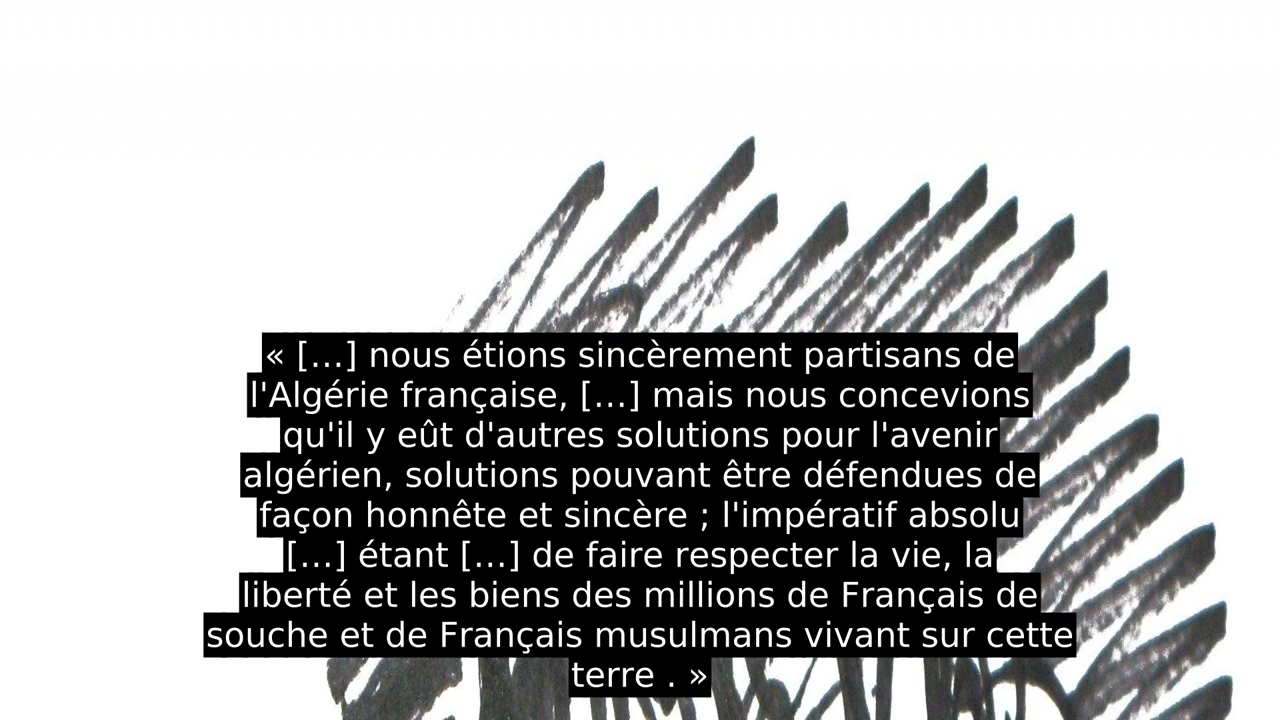 « […] nous étions sincèrement partisans de
l'Algérie française, […] mais nous concevions
qu'il y eût d'autres solutions pour l'avenir
algérien, solutions pouvant être défendues de
façon honnête et sincère ; l'impératif absolu
[…] étant […] de faire respecter la vie, la
liberté et les biens des millions de Français de
souche et de Français musulmans vivant sur cette
terre . »